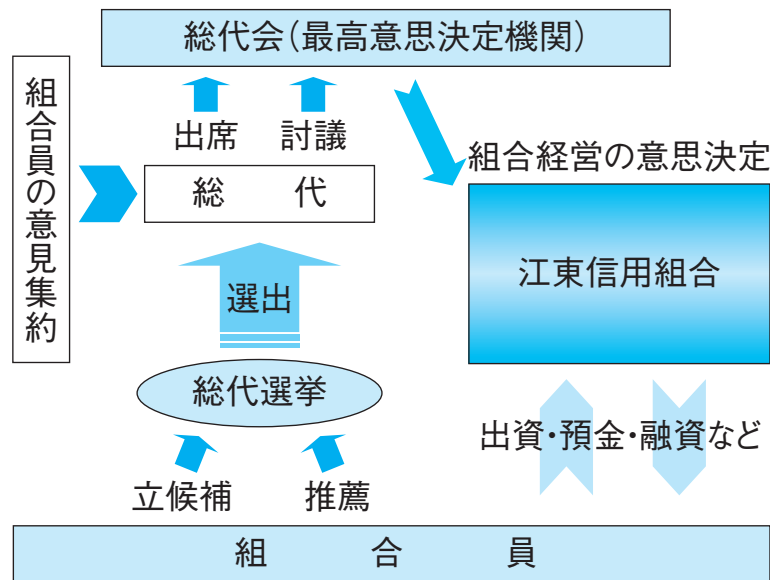 総代会（最高意思決定機関）
組合員の意見集約
出席 討議
総代
組合経営の意思決定
江東信用組合
選出
総代選挙
出資・預金・融資など
立候補 推薦
組合員